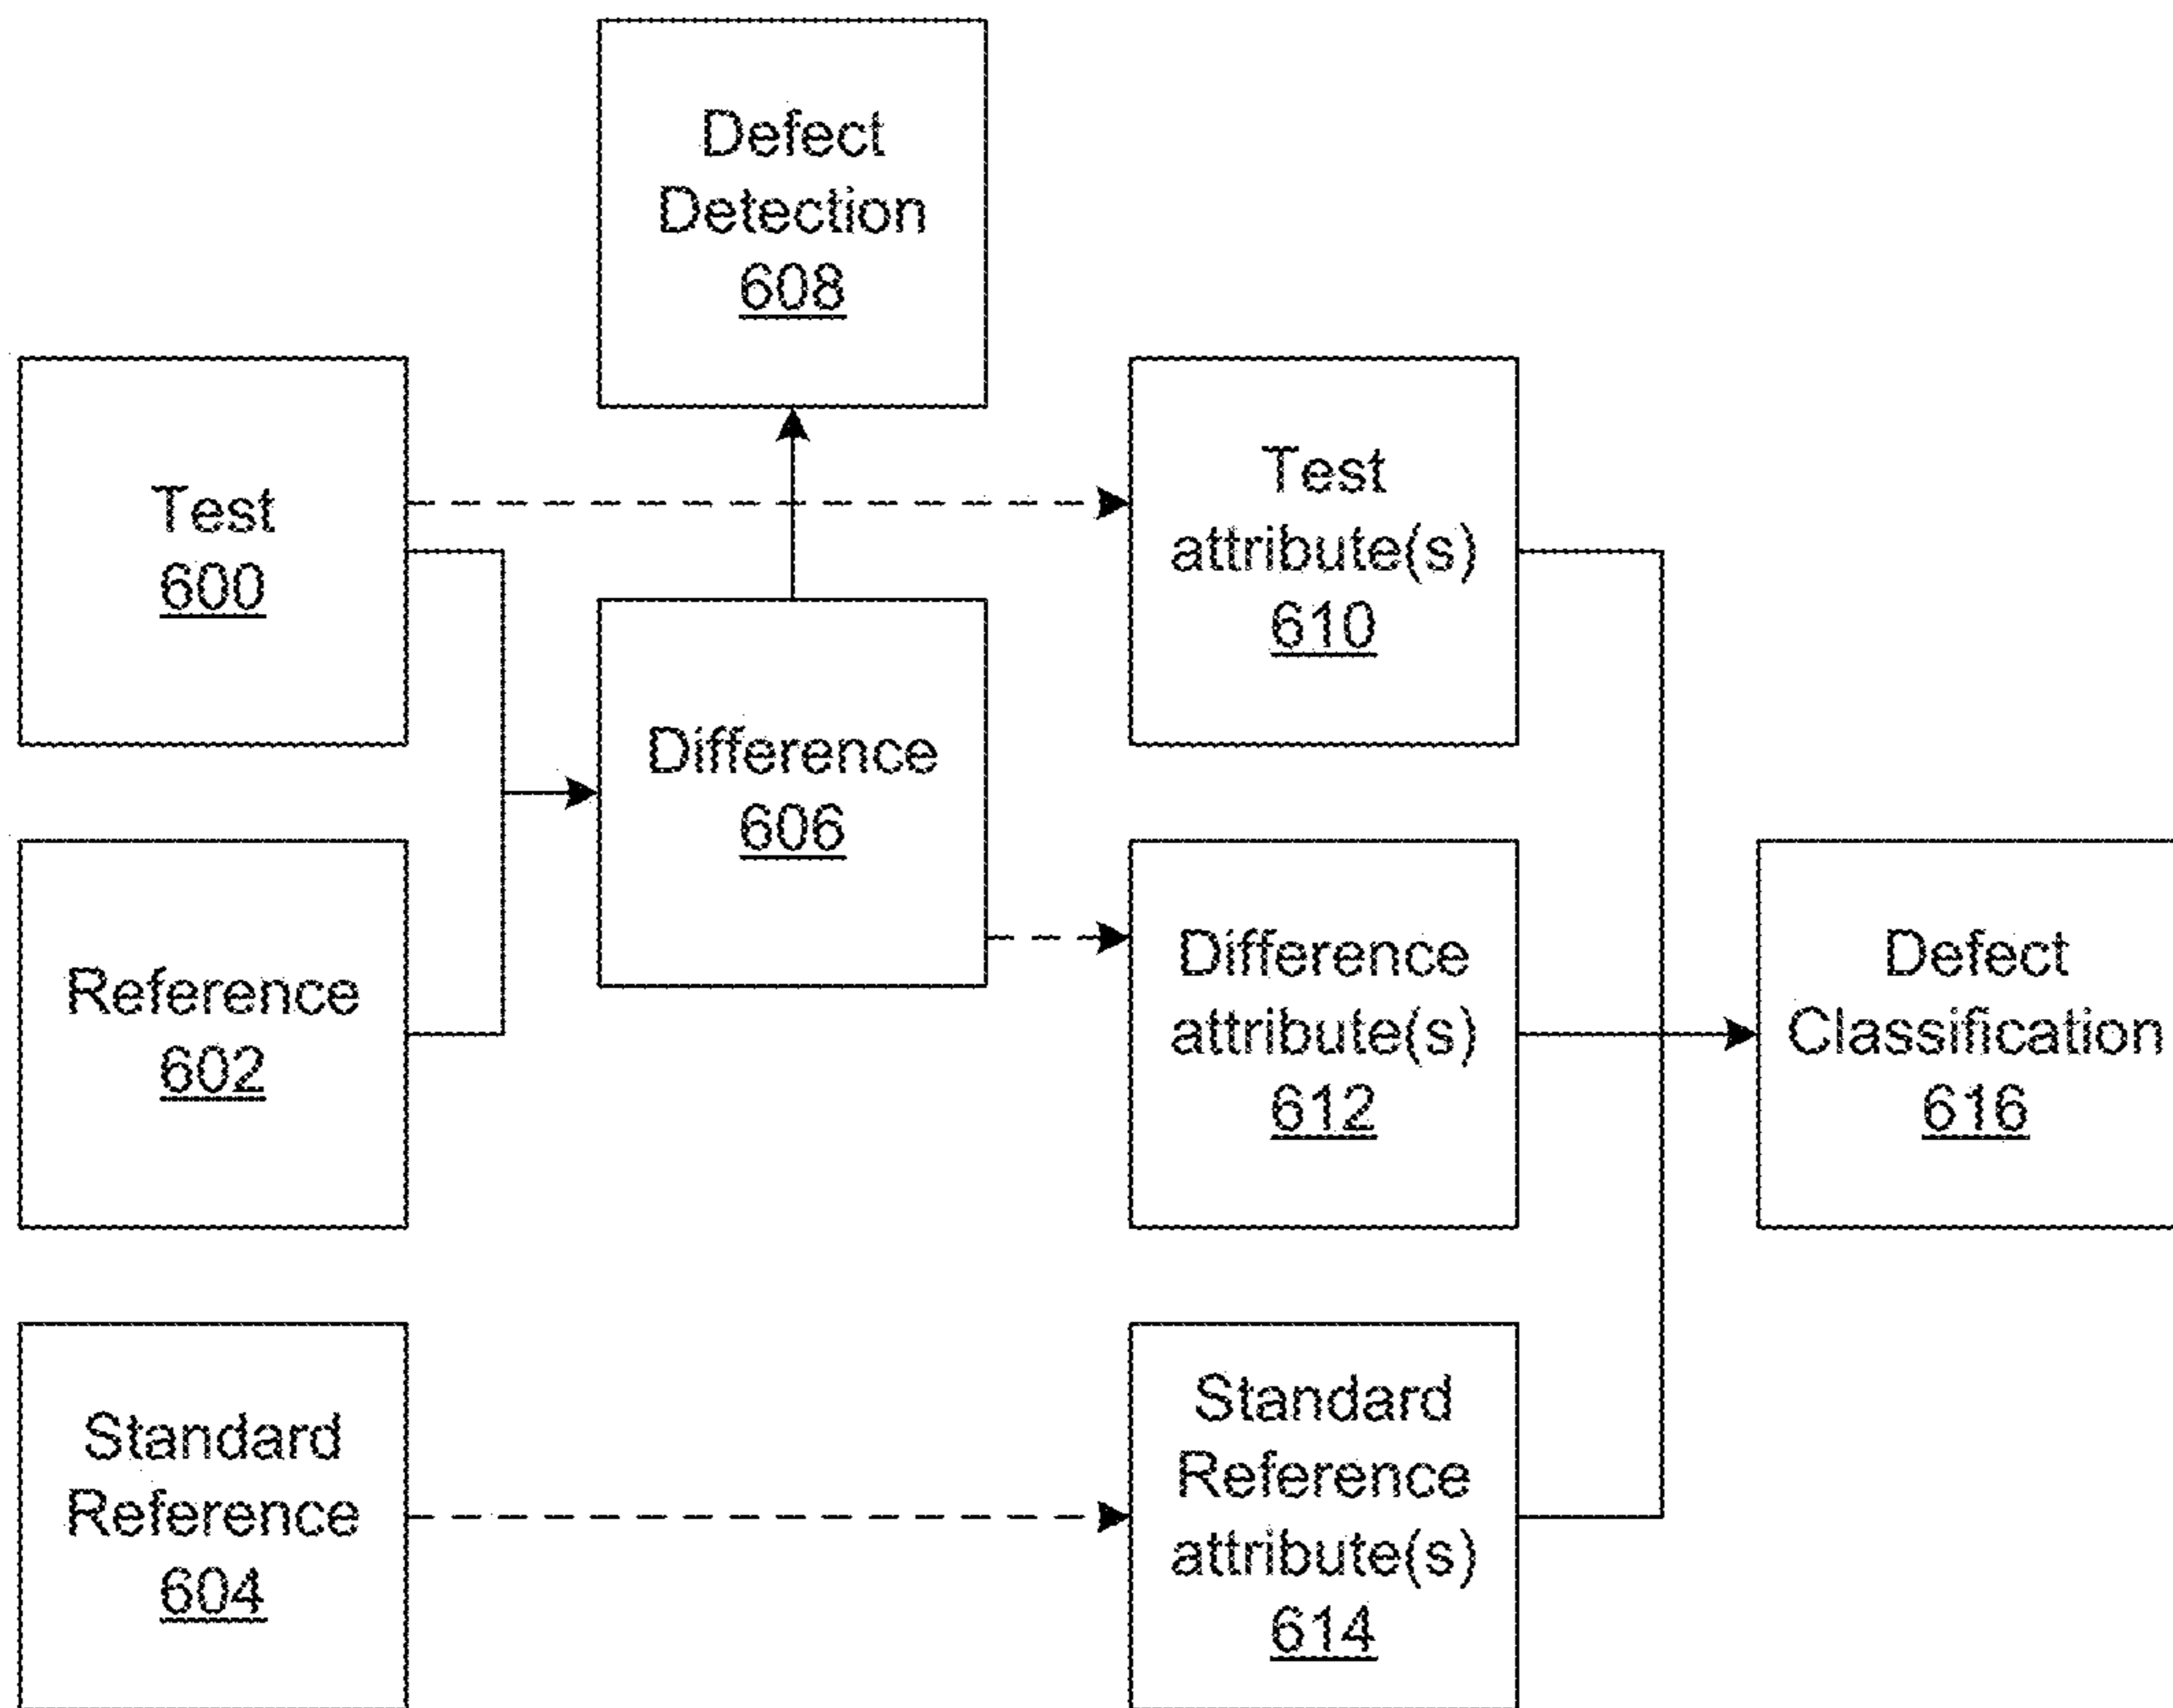 Defect
Detection
608
Test
600
Test
attribute(s)
610
Difference
606
Reference
602
Difference
attribute(s)
612
Defect
Classification
616
Standard
Reference
604
Standard
Reference
attribute(s)
614